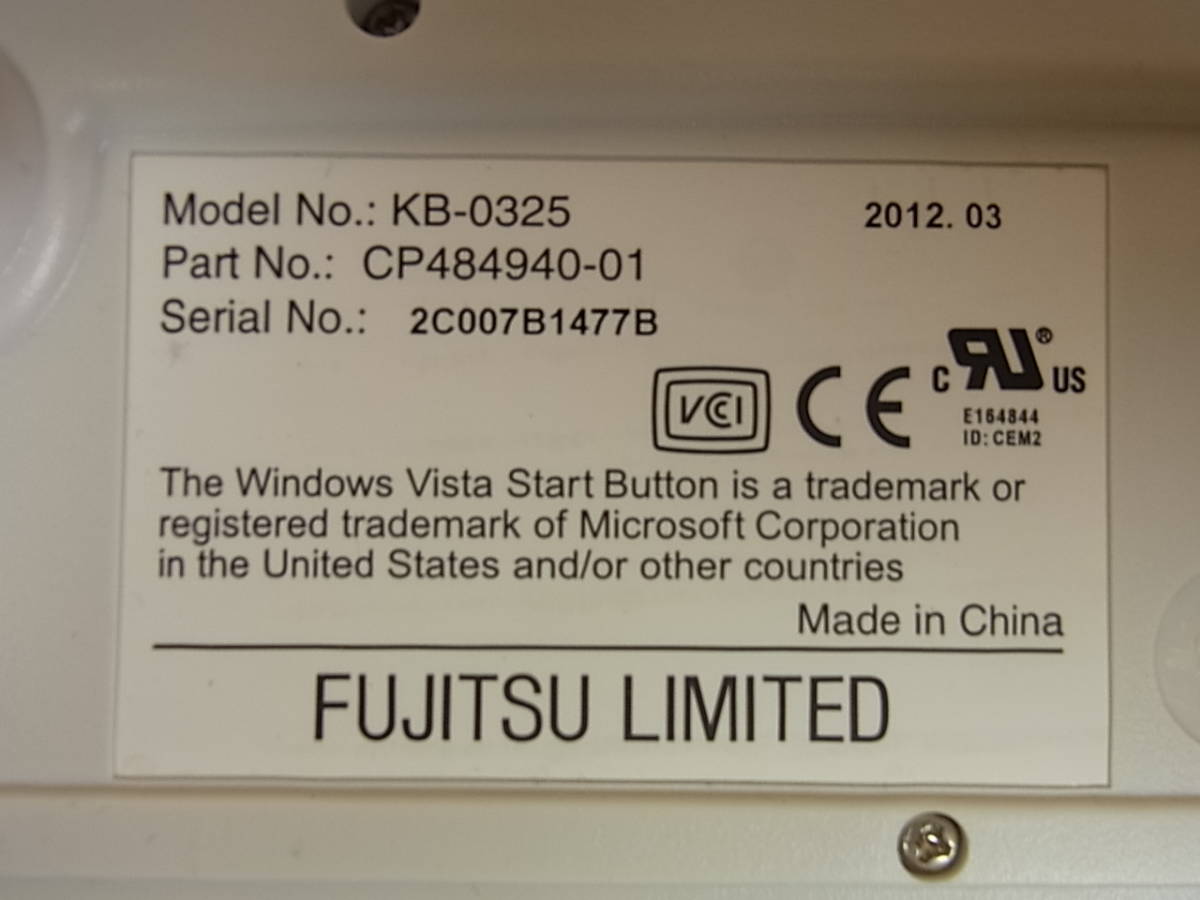 Model No.: KB-0325 2012. 03
Part No.: CP484940-01
Serial No.: 2C007B1477B
VCCI CE C RU ® US
E164844
ID: CEM2
The Windows Vista Start Button is a trademark or
registered trademark of Microsoft Corporation
in the United States and/or other countries
Made in China
FUJITSU LIMITED